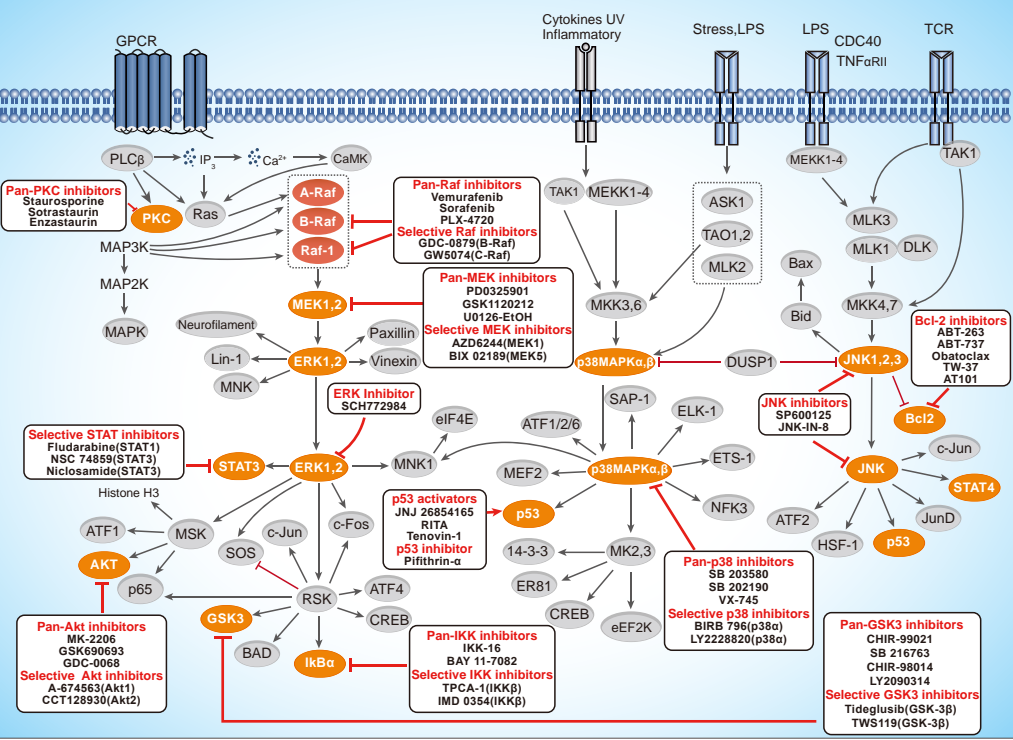 GPCR
Cytokines UV
Inflammatory
Stress,LPS
LPS
CDC40
TNFαRII
TCR
PLCβ
IP3
Ca2+
CaMK
TAK1
MEKK1-4
MEKK1-4
TAK1
Pan-PKC inhibitors
Staurosporine
Sotrastaurin
Enzastaurin
PKC
Ras
A-Raf
B-Raf
Raf-1
Pan-Raf inhibitors
Vemurafenib
Sorafenib
PLX-4720
Selective Raf inhibitors
GDC-0879(B-Raf)
GW5074(C-Raf)
ASK1
TAO1,2
MLK2
MLK3
MLK1
DLK
MAP3K
MAP2K
MAPK
MEK1,2
Pan-MEK inhibitors
PD0325901
GSK1120212
U0126-EtOH
Selective MEK inhibitors
AZD6244(MEK1)
BIX 02189(MEK5)
MKK3,6
Bax
Bid
MKK4,7
Bcl-2 inhibitors
ABT-263
ABT-737
Obatoclax
TW-37
AT101
Neurofilament
Lin-1
MNK
ERK1,2
Paxillin
Vinexin
p38MAPKα,β
DUSP1
JNK1,2,3
ERK Inhibitor
SCH772984
JNK inhibitors
SP600125
JNK-IN-8
Bcl2
Selective STAT inhibitors
Fludarabine(STAT1)
NSC 74859(STAT3)
Niclosamide(STAT3)
STAT3
ERK1,2
eIF4E
MNK1
SAP-1
ATF1/2/6
ELK-1
MEF2
p38MAPKα,β
ETS-1
NFK3
JNK
c-Jun
STAT4
JunD
p53
HSF-1
ATF2
Histone H3
ATF1
MSK
AKT
p65
SOS
c-Jun
c-Fos
p53 activators
JNJ 26854165
RITA
Tenovin-1
p53 inhibitor
Pifithrin-α
p53
14-3-3
MK2,3
ER81
CREB
eEF2K
Pan-p38 inhibitors
SB 203580
SB 202190
VX-745
Selective p38 inhibitors
BIRB 796(p38α)
LY2228820(p38α)
RSK
ATF4
CREB
GSK3
BAD
IkBα
Pan-Akt inhibitors
MK-2206
GSK690693
GDC-0068
Selective Akt inhibitors
A-674563(Akt1)
CCT128930(Akt2)
Pan-IKK inhibitors
IKK-16
BAY 11-7082
Selective IKK inhibitors
TPCA-1(IKKβ)
IMD 0354(IKKβ)
Pan-GSK3 inhibitors
CHIR-99021
SB 216763
CHIR-98014
LY2090314
Selective GSK3 inhibitors
Tideglusib(GSK-3β)
TWS119(GSK-3β)